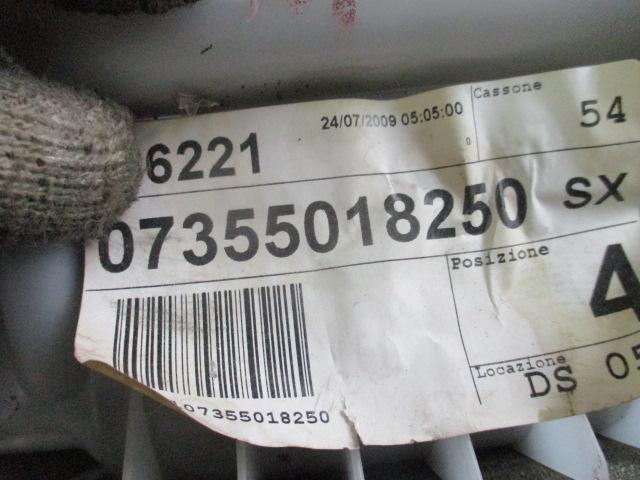 24/07/2009 05:05:00
Cassone
54
6221
0
07355018250 SX
Posizione
4
Locazione
DS 05
07355018250